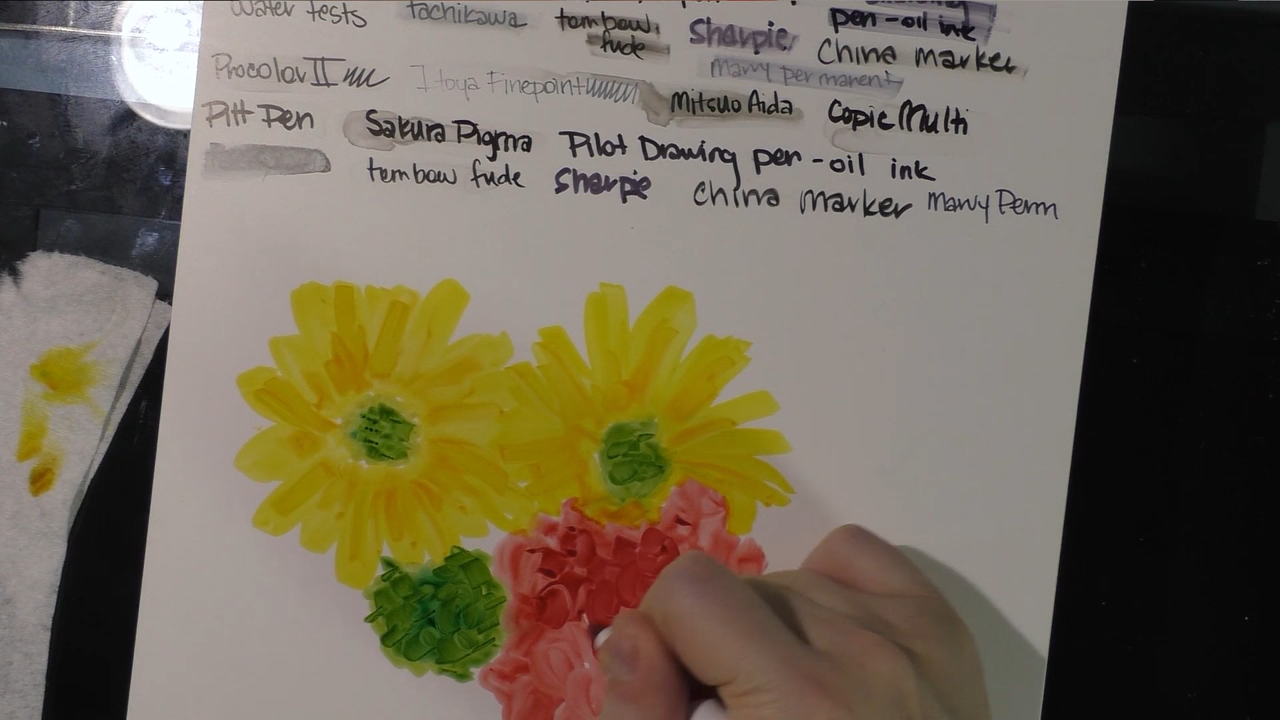 Water tests tachikawa tombow fude Sharpie pen-oil ink
China marker
Procolor II Itoya Finepoint Marvy permanent
Mitsuo Aida Copic Multi
Pitt Pen Sakura Pigma Pilot Drawing pen-oil ink
tombow fude Sharpie China marker Marvy Perm